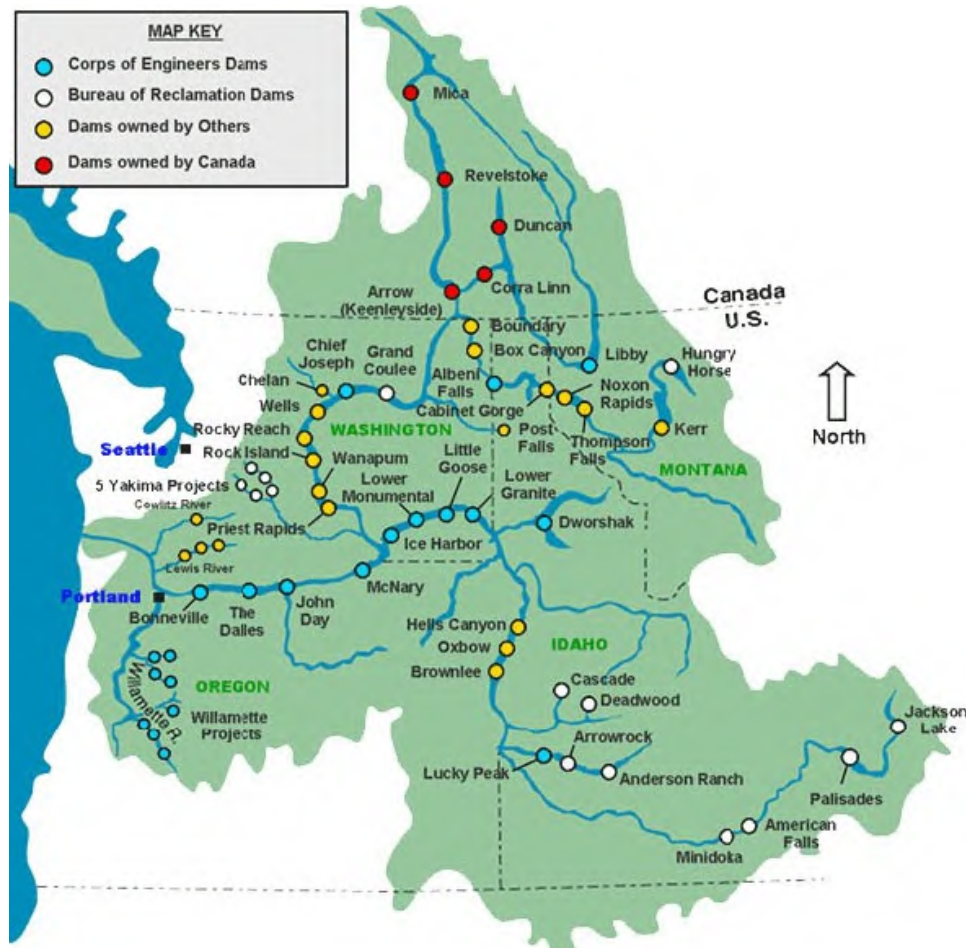 MAP KEY
Corps of Engineers Dams
Bureau of Reclamation Dams
Dams owned by Others
Dams owned by Canada
Mica
Revelstoke
Duncan
Corra Linn
Arrow
(Keenleyside)
Canada
U.S.
Boundary
Box Canyon
Libby
Hungry
Horse
Chief
Joseph
Grand
Coulee
Albeni
Falls
Chelan
Noxon
Rapids
Wells
Cabinet Gorge
Kerr
North
Rocky Reach
WASHINGTON
Post
Falls
Thompson
Falls
Seattle
Rock Island
Little
Goose
MONTANA
Wanapum
Lower
Monumental
Lower
Granite
5 Yakima Projects
Cowlitz River
Priest Rapids
Dworshak
Ice Harbor
Lewis River
McNary
Portland
Bonneville
The
Dalles
John
Day
Hells Canyon
Oxbow
IDAHO
Brownlee
Cascade
OREGON
Deadwood
Willamette R.
Willamette
Projects
Jackson
Lake
Arrowrock
Lucky Peak
Anderson Ranch
Palisades
American
Falls
Minidoka